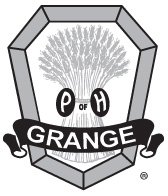 P OF H
GRANGE
®